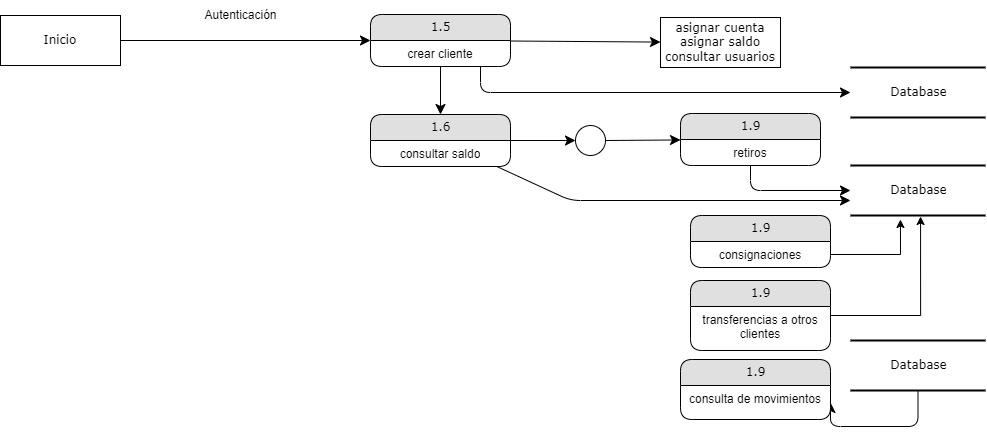 Autenticación
Inicio
1.5
crear cliente
asignar cuenta
asignar saldo
consultar usuarios
Database
1.6
consultar saldo
1.9
retiros
Database
1.9
consignaciones
1.9
transferencias a otros
clientes
Database
1.9
consulta de movimientos